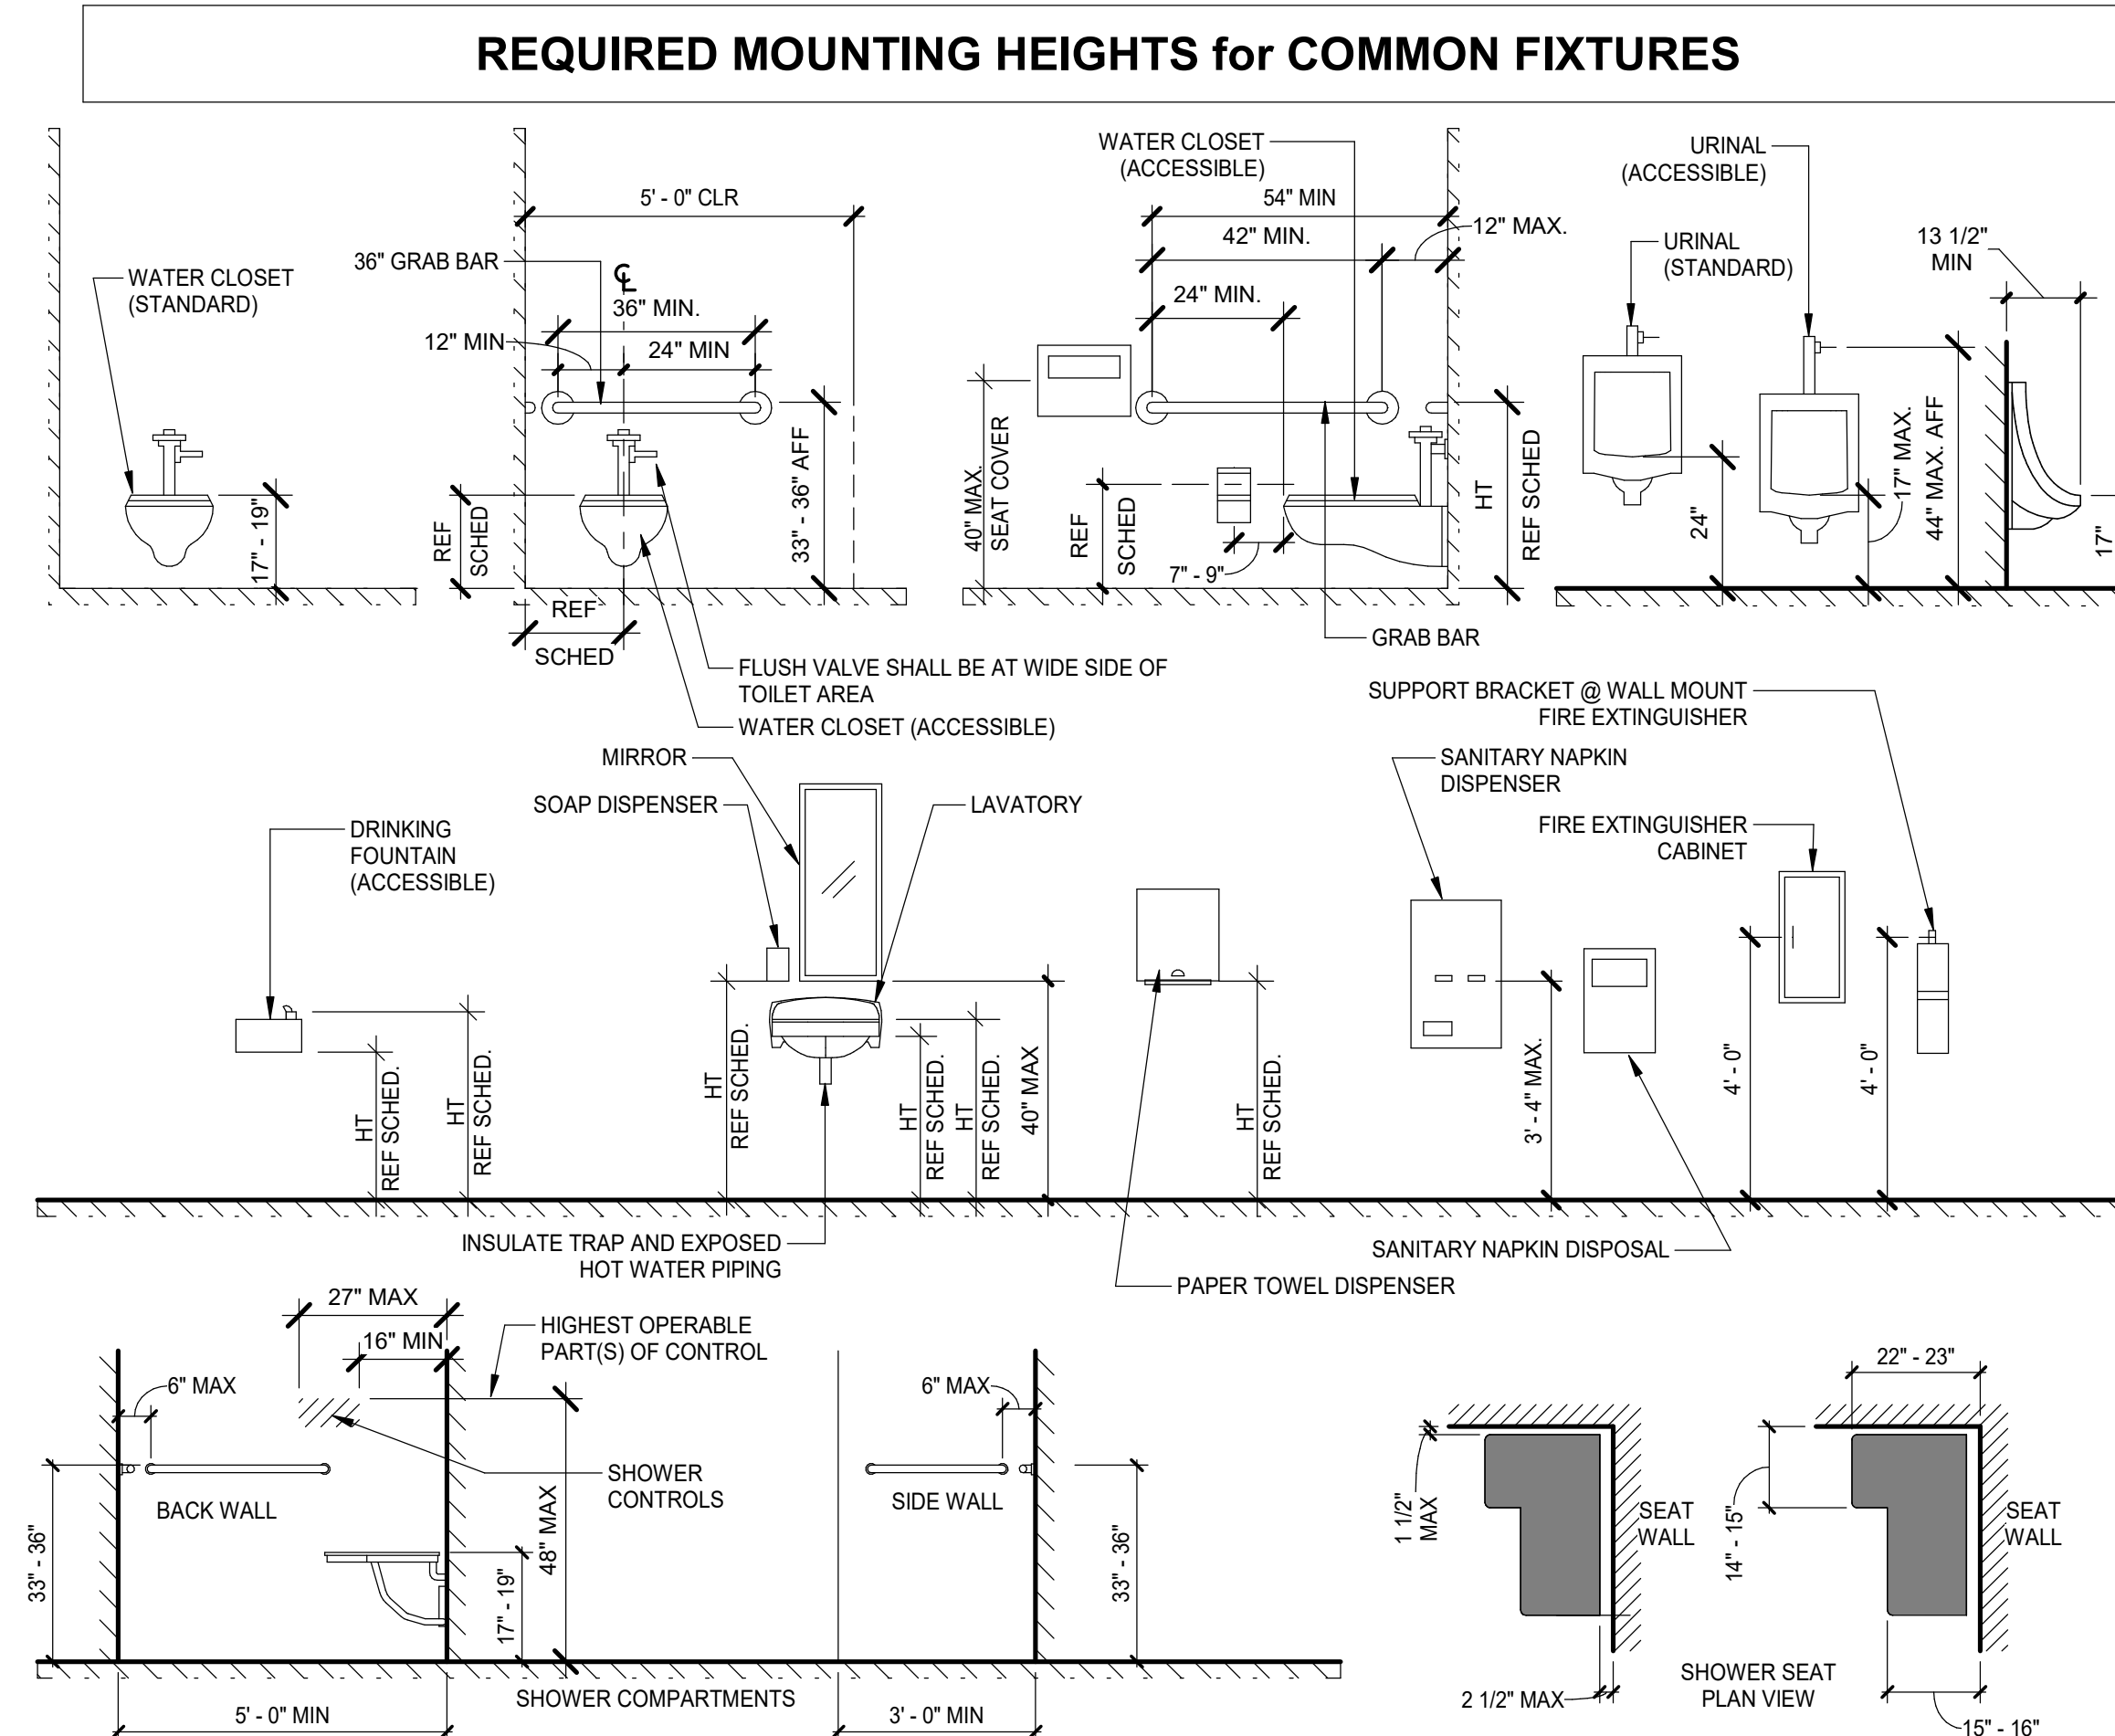 REQUIRED MOUNTING HEIGHTS for COMMON FIXTURES
WATER CLOSET
(STANDARD)
17" - 19"
5' - 0" CLR
36" GRAB BAR
℄
36" MIN.
12" MIN
24" MIN
33" - 36" AFF
REF
SCHED
REF
SCHED
FLUSH VALVE SHALL BE AT WIDE SIDE OF
TOILET AREA
WATER CLOSET (ACCESSIBLE)
WATER CLOSET
(ACCESSIBLE)
54" MIN
42" MIN.
12" MAX.
24" MIN.
40" MAX.
SEAT COVER
REF
SCHED
7" - 9"
HT
REF SCHED
GRAB BAR
URINAL
(ACCESSIBLE)
URINAL
(STANDARD)
13 1/2"
MIN
24"
17" MAX.
44" MAX. AFF
17"
SUPPORT BRACKET @ WALL MOUNT
FIRE EXTINGUISHER
MIRROR
SOAP DISPENSER
LAVATORY
SANITARY NAPKIN
DISPENSER
FIRE EXTINGUISHER
CABINET
DRINKING
FOUNTAIN
(ACCESSIBLE)
HT
REF SCHED.
HT
REF SCHED.
HT
REF SCHED.
HT
REF SCHED.
HT
REF SCHED.
40" MAX
HT
REF SCHED.
3' - 4" MAX.
4' - 0"
4' - 0"
INSULATE TRAP AND EXPOSED
HOT WATER PIPING
SANITARY NAPKIN DISPOSAL
PAPER TOWEL DISPENSER
27" MAX
16" MIN
HIGHEST OPERABLE
PART(S) OF CONTROL
6" MAX
SHOWER
CONTROLS
BACK WALL
33" - 36"
17" - 19"
48" MAX
5' - 0" MIN
SHOWER COMPARTMENTS
6" MAX
SIDE WALL
33" - 36"
3' - 0" MIN
1 1/2"
MAX
SEAT
WALL
2 1/2" MAX
22" - 23"
14" - 15"
SEAT
WALL
SHOWER SEAT
PLAN VIEW
15" - 16"